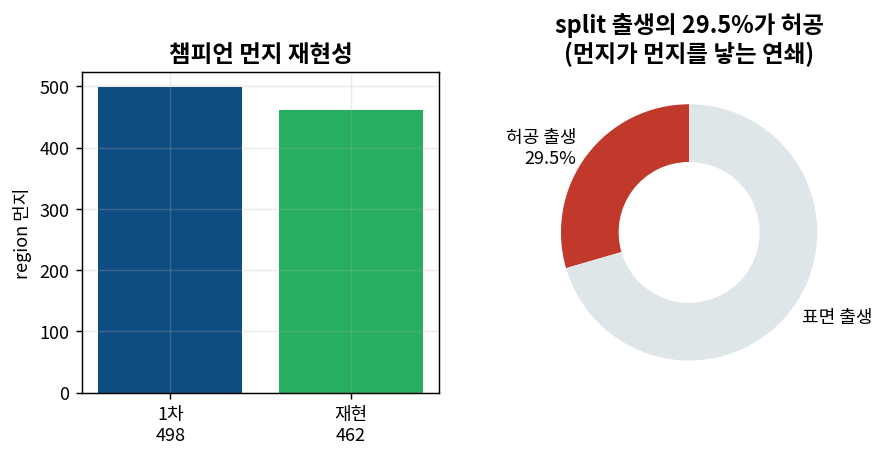 챔피언 먼지 재현성
region 먼지
500
400
300
200
100
0
1차
498
재현
462
split 출생의 29.5%가 허공
(먼지가 먼지를 낳는 연쇄)
허공 출생
29.5%
표면 출생